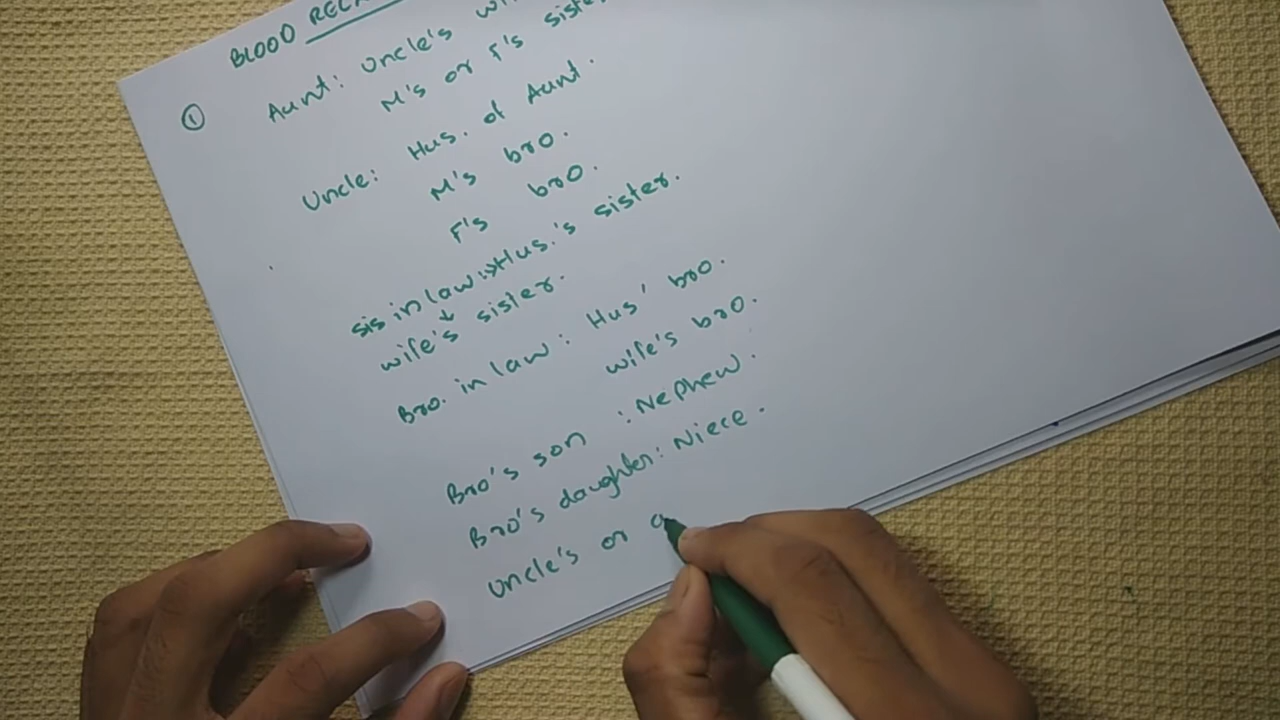 BLOOD
①
Aunt: Uncle's
M's or F's sister
Uncle: Hus. of Aunt.
M's bro.
F's bro.
sis in law :→ Hus.'s sister.
↓
wife's sister.
Bro. in law : Hus' bro.
wife's bro.
Bro's son : Nephew.
Bro's daughter: Niece.
Uncle's or